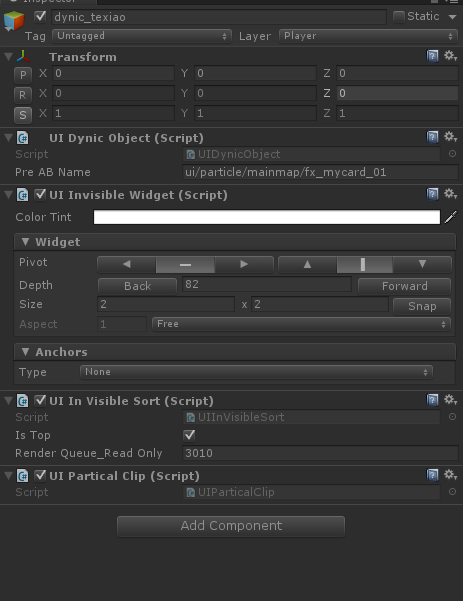 Inspector
dynic_texiao Static
Tag Untagged Layer Player
Transform
P X 0 Y 0 Z 0
R X 0 Y 0 Z 0
S X 1 Y 1 Z 1
UI Dynic Object (Script)
Script UIDynicObject
Pre AB Name ui/particle/mainmap/fx_mycard_01
UI Invisible Widget (Script)
Color Tint
Widget
Pivot
Depth Back 82 Forward
Size 2 x 2 Snap
Aspect 1 Free
Anchors
Type None
UI In Visible Sort (Script)
Script UIInVisibleSort
Is Top
Render Queue_Read Only 3010
UI Partical Clip (Script)
Script UIParticalClip
Add Component